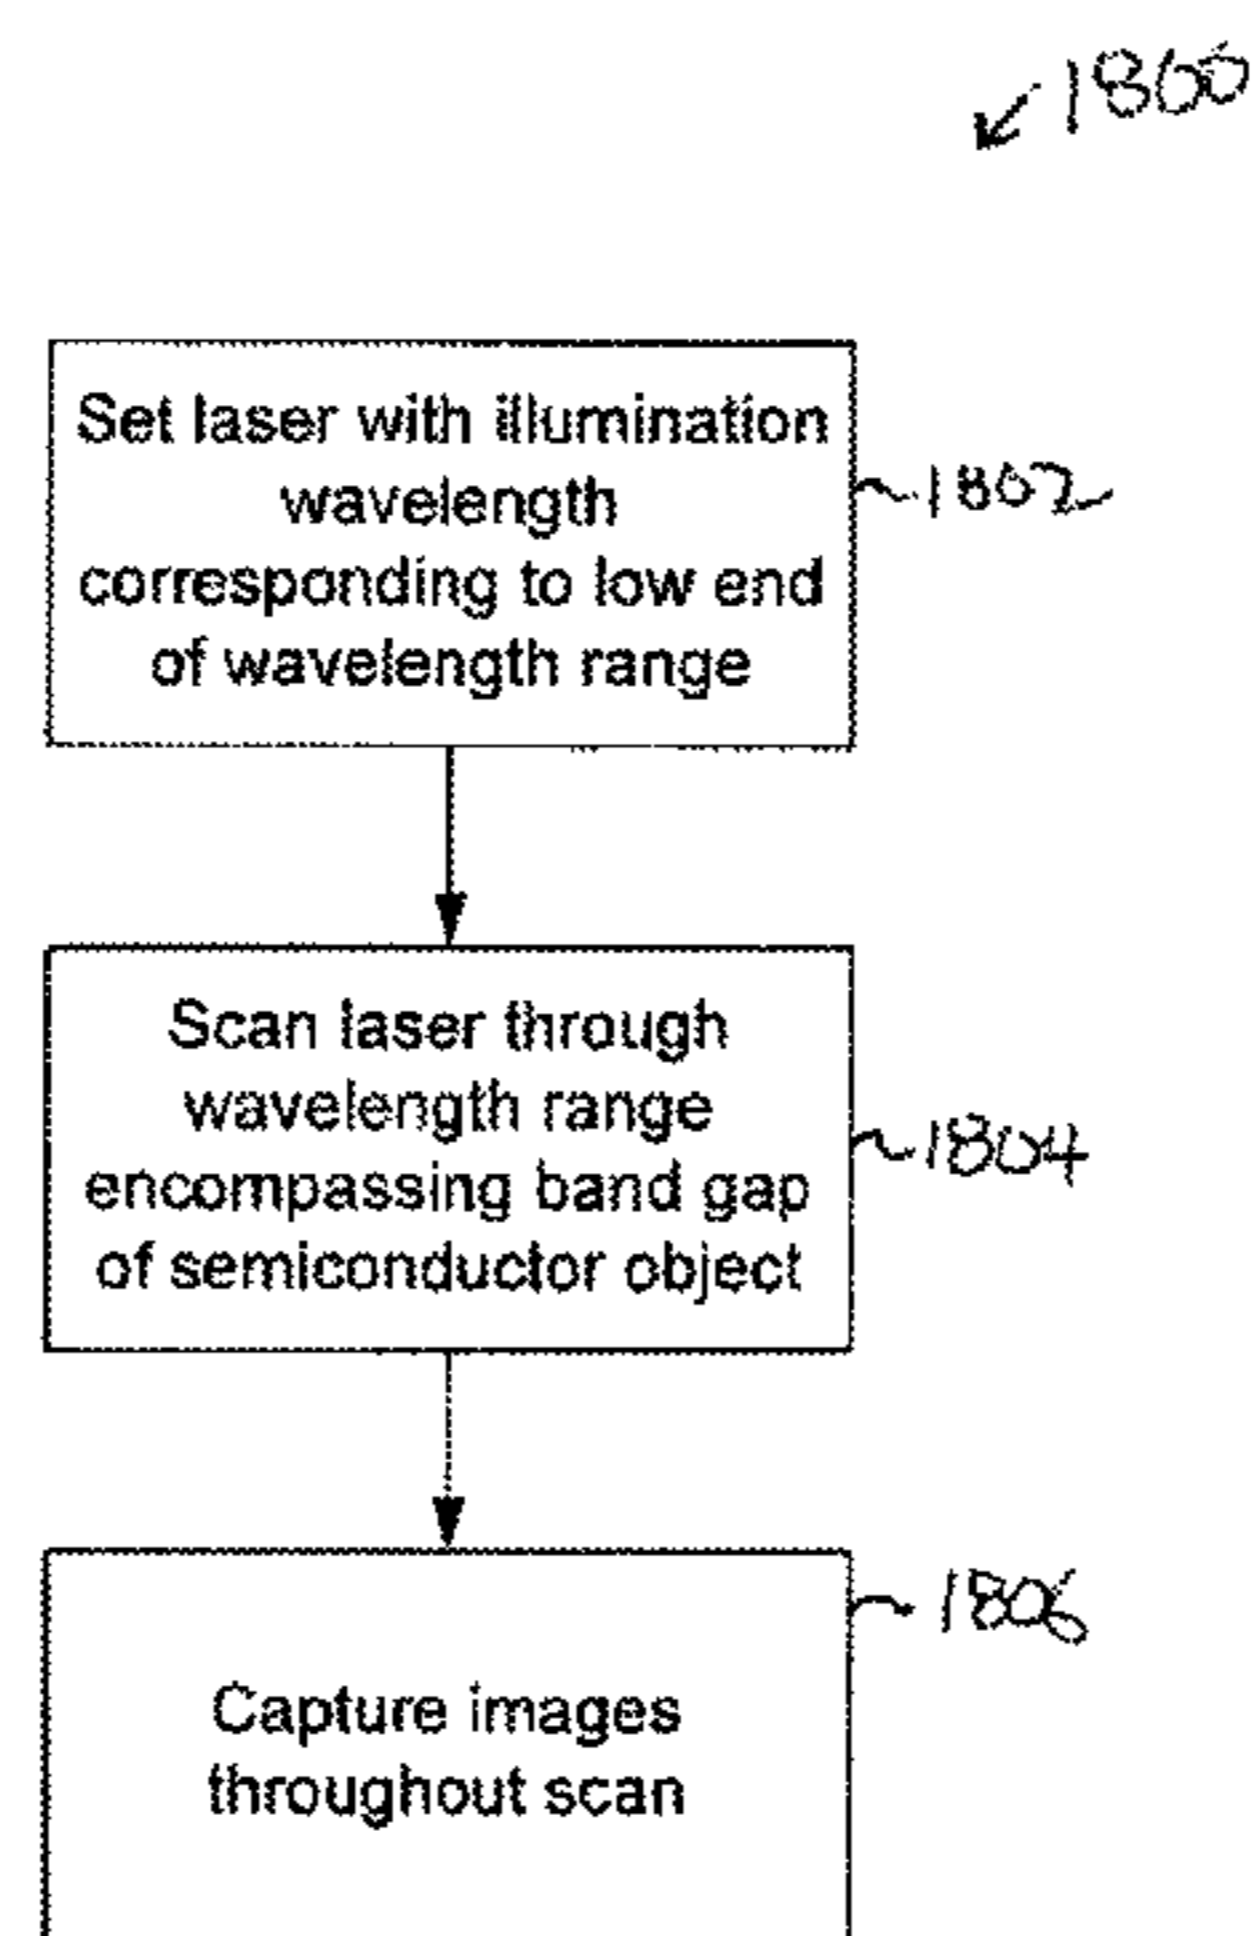 1800
Set laser with illumination
wavelength
corresponding to low end
of wavelength range
1802
Scan laser through
wavelength range
encompassing band gap
of semiconductor object
1804
1806
Capture images
throughout scan